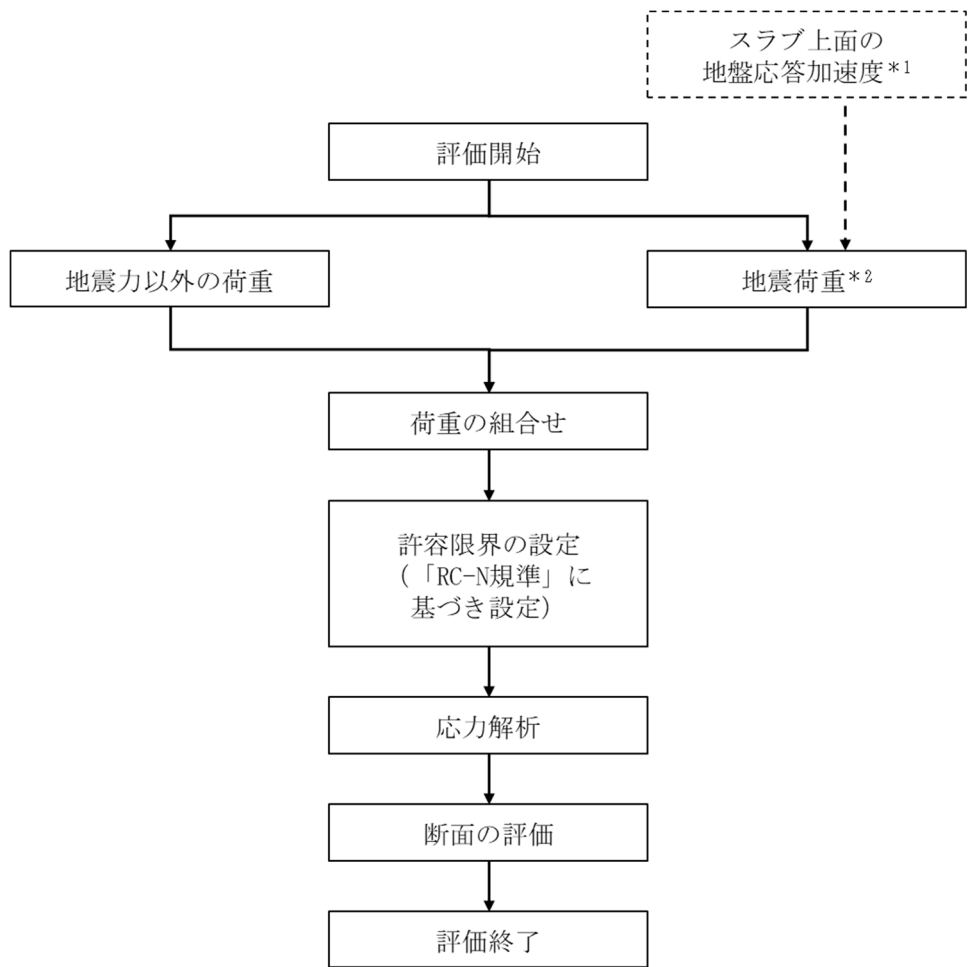 スラブ上面の
地盤応答加速度*1
評価開始
地震力以外の荷重
地震荷重*2
荷重の組合せ
許容限界の設定
（「RC-N規準」に
基づき設定）
応力解析
断面の評価
評価終了